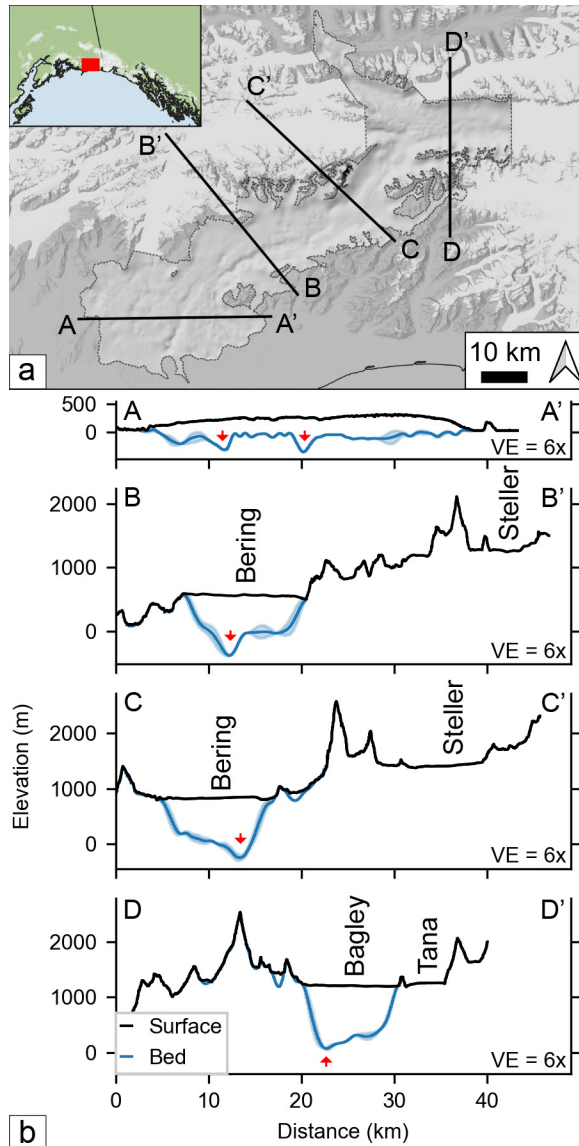 D'
C'
B'
C
D
B
A
A'
10 km
a
500
A
A'
0
VE = 6x
B
B'
2000
Bering
Steller
1000
0
VE = 6x
C
C'
2000
Bering
Steller
1000
0
VE = 6x
Elevation (m)
D
D'
2000
Bagley
Tana
1000
Surface
Bed
0
VE = 6x
0 10 20 30 40
Distance (km)
b